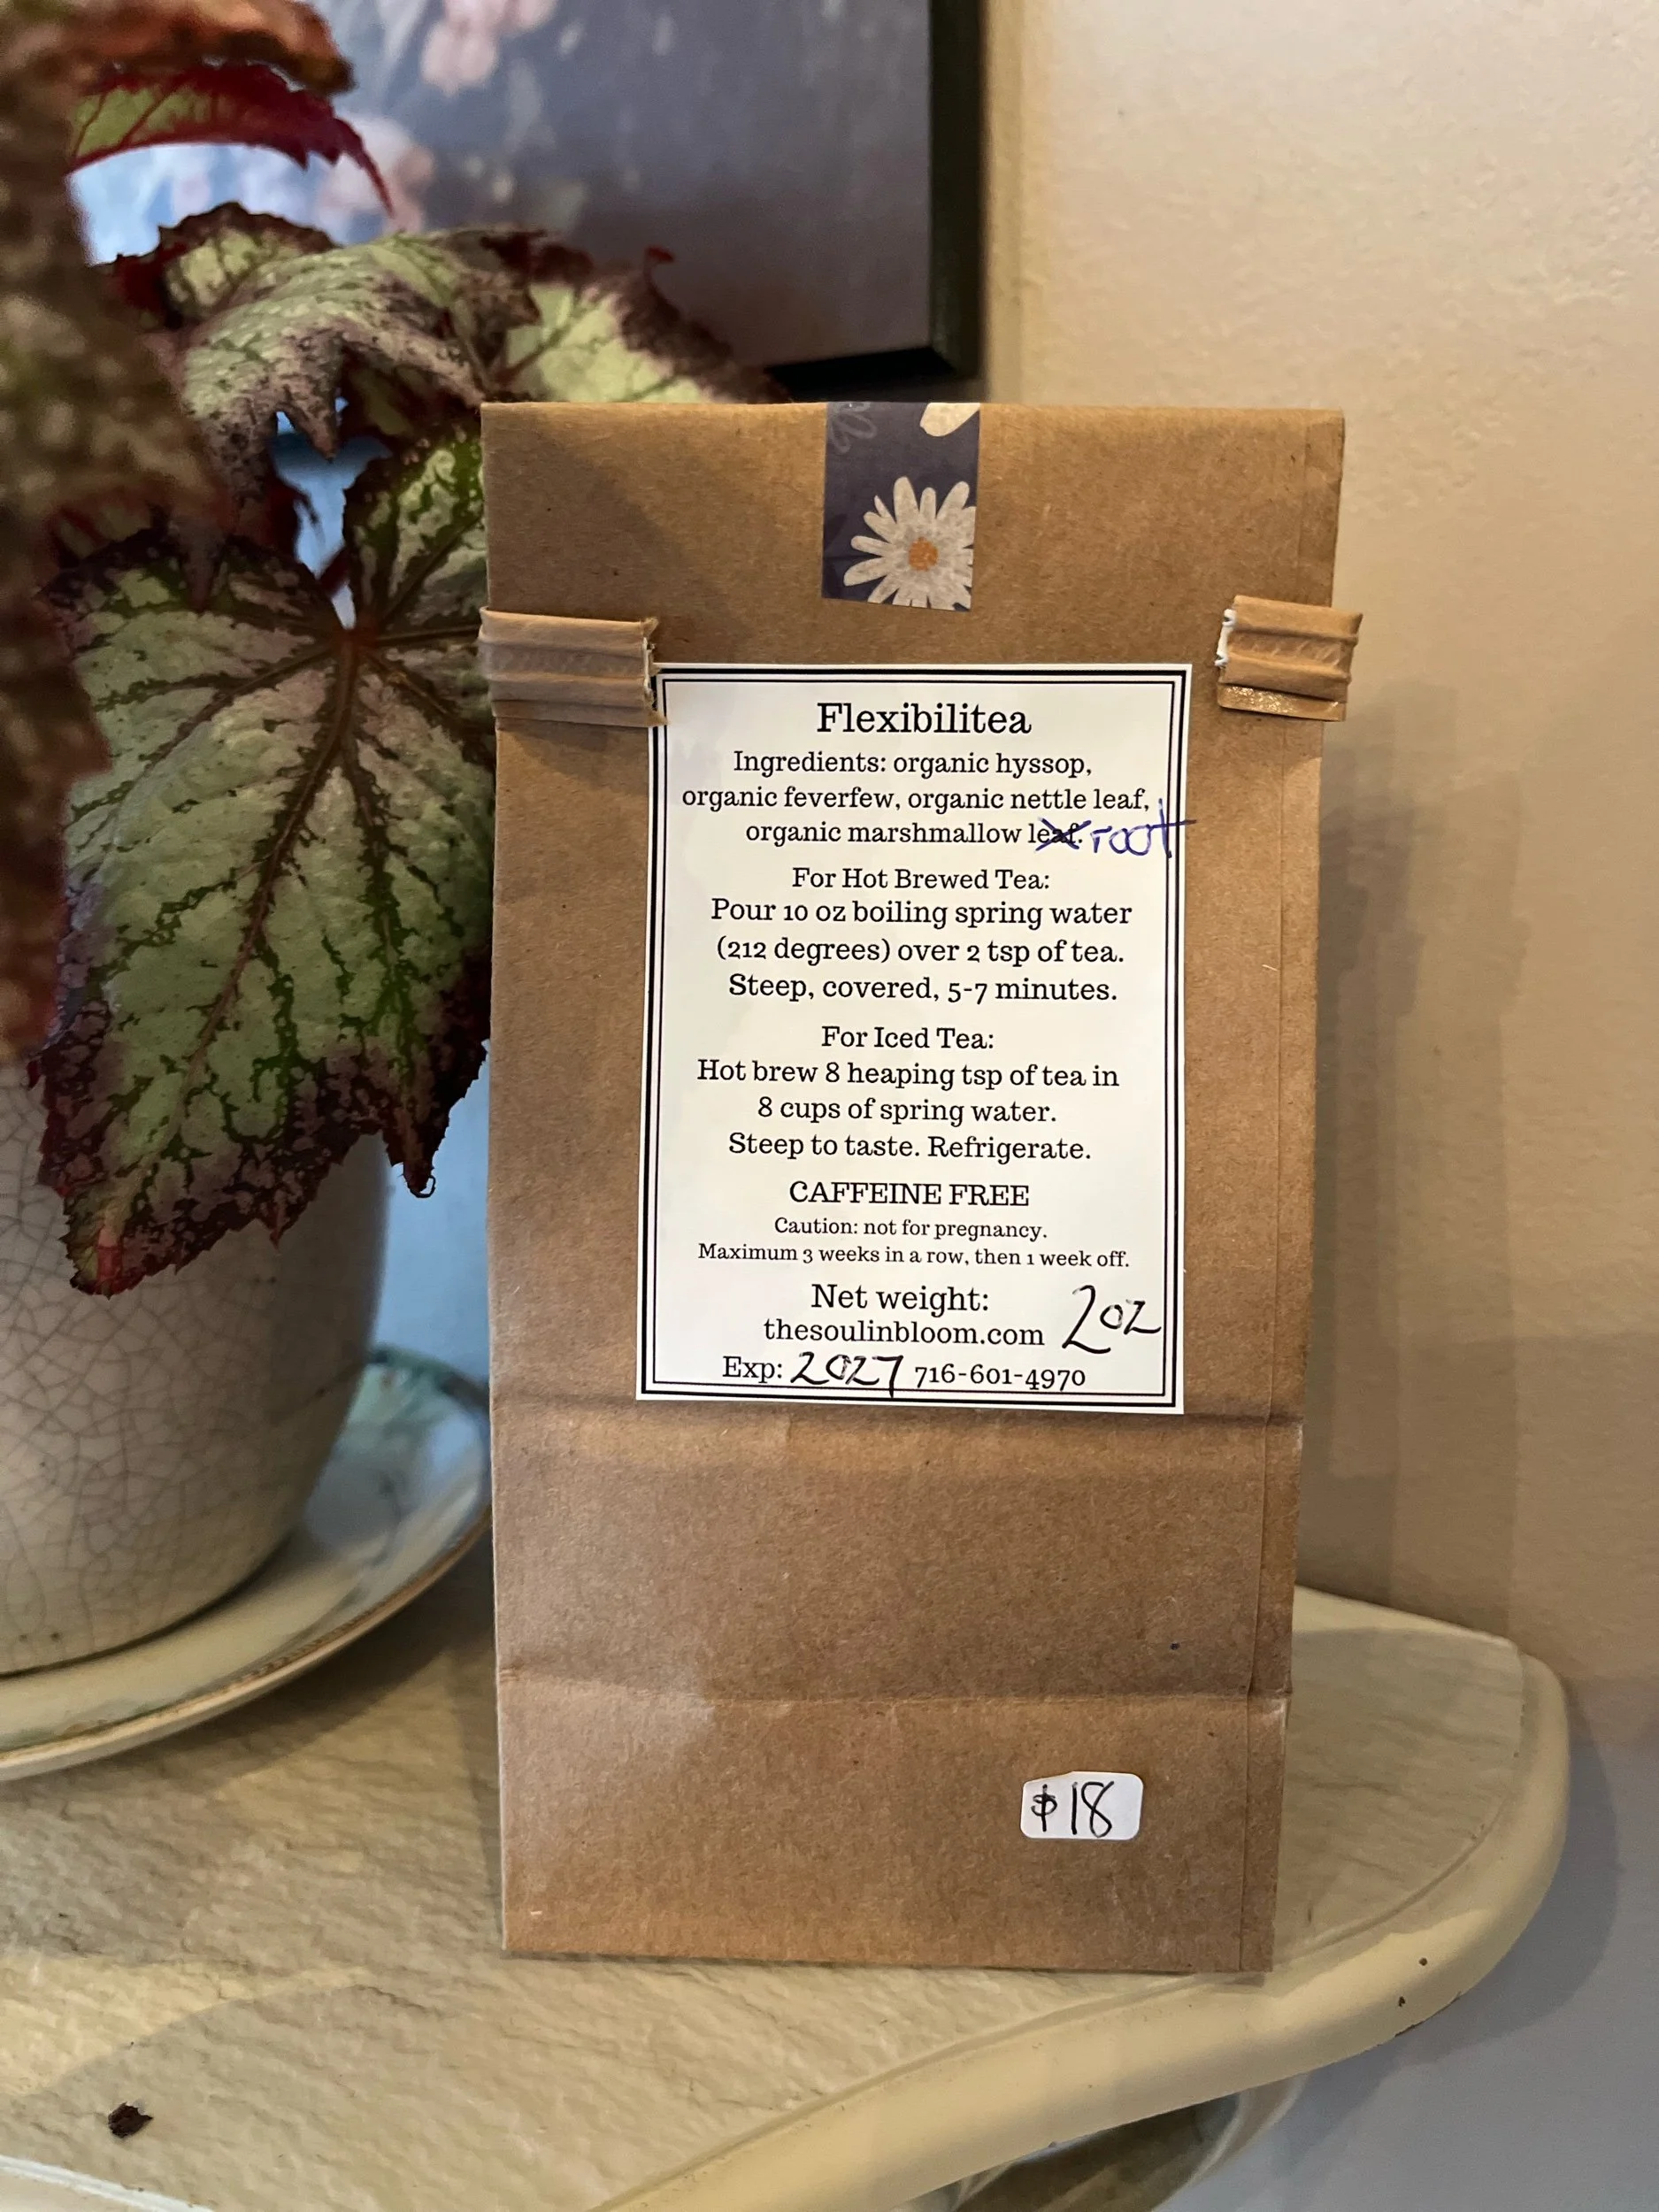 Flexibilitea
Ingredients: organic hyssop,
organic feverfew, organic nettle leaf,
organic marshmallow leaf. root
For Hot Brewed Tea:
Pour 10 oz boiling spring water
(212 degrees) over 2 tsp of tea.
Steep, covered, 5-7 minutes.
For Iced Tea:
Hot brew 8 heaping tsp of tea in
8 cups of spring water.
Steep to taste. Refrigerate.
CAFFEINE FREE
Caution: not for pregnancy.
Maximum 3 weeks in a row, then 1 week off.
Net weight: 2oz
thesoulinbloom.com
Exp: 2027 716-601-4970
$18